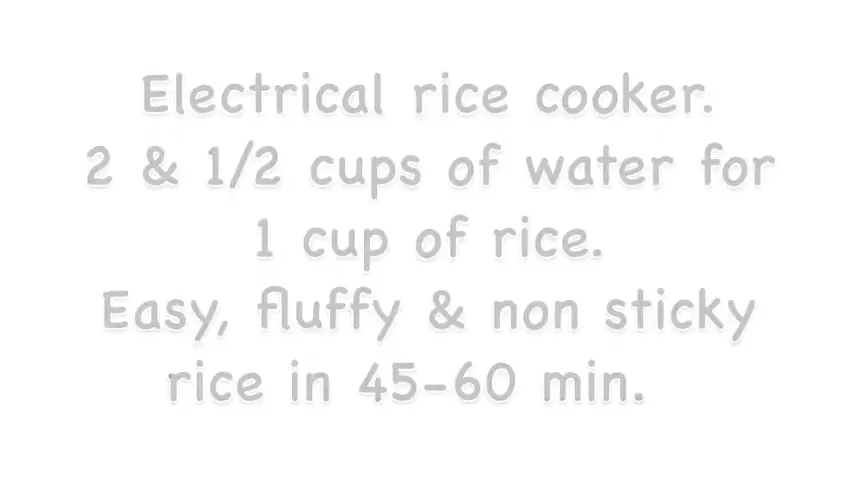 Electrical rice cooker.
2 & 1/2 cups of water for
1 cup of rice.
Easy, fluffy & non sticky
rice in 45-60 min.